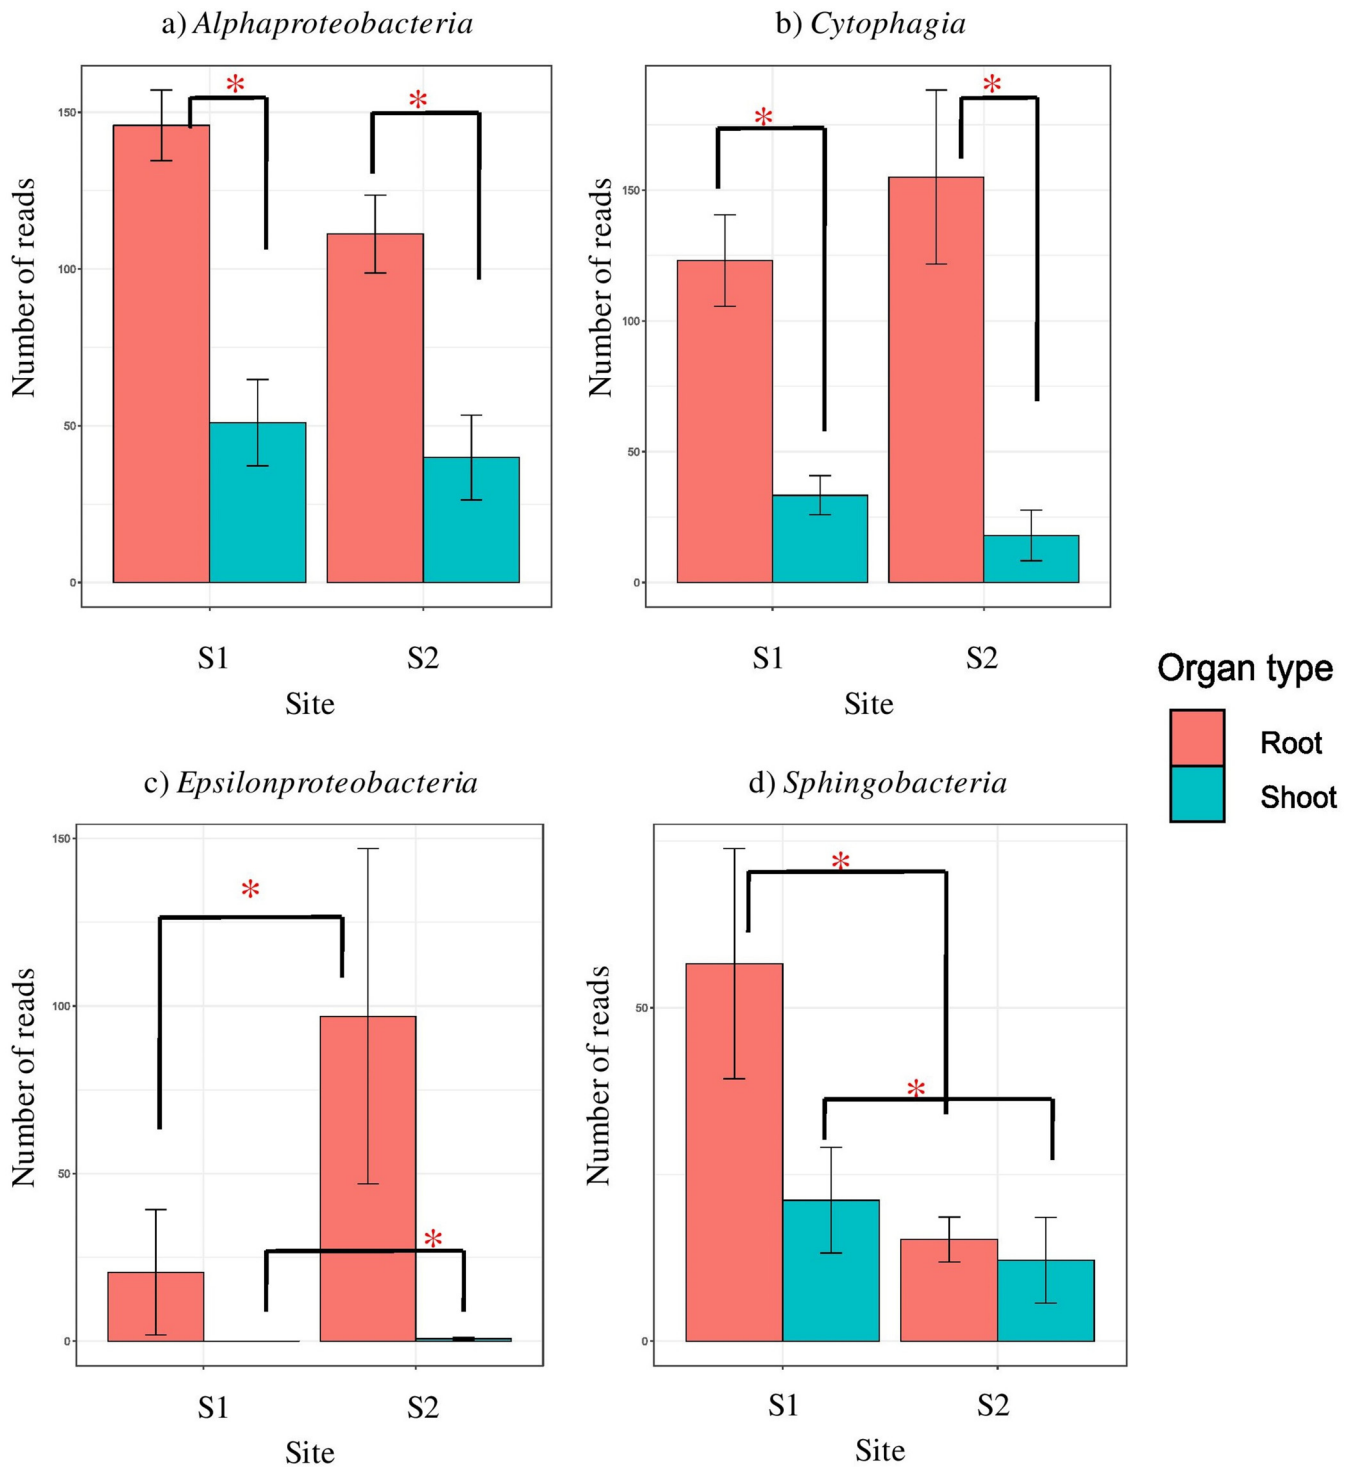 a) Alphaproteobacteria
b) Cytophagia
Number of reads
150
100
50
0
*
*
S1
S2
Site
Number of reads
150
100
50
0
*
*
S1
S2
Site
Organ type
Root
Shoot
c) Epsilonproteobacteria
d) Sphingobacteria
Number of reads
150
100
50
0
*
*
S1
S2
Site
Number of reads
50
0
*
*
S1
S2
Site